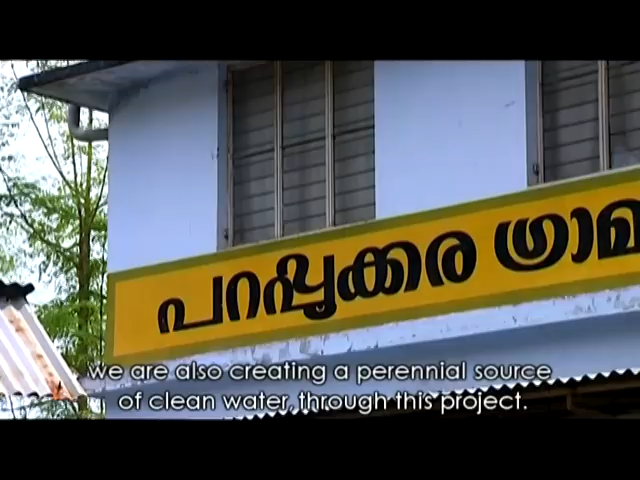 പറപ്പൂക്കര ഗ്രാമ
we are also creating a perennial source
of clean water, through this project.